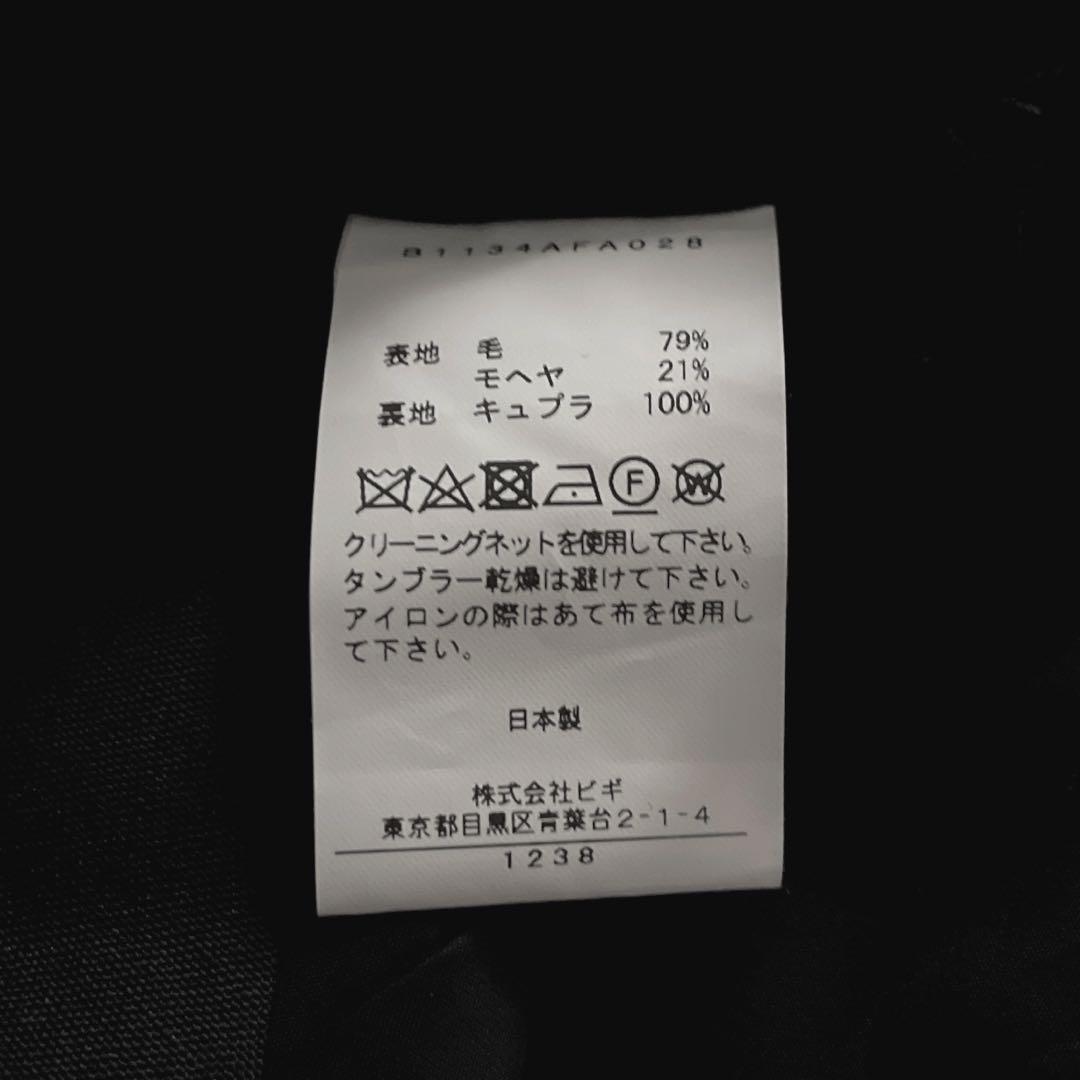 81134AFA028
表地 毛 79%
モヘヤ 21%
裏地 キュプラ 100%
F W
クリーニングネットを使用して下さい。
タンブラー乾燥は避けて下さい。
アイロンの際はあて布を使用し
て下さい。
日本製
株式会社ビギ
東京都目黒区青葉台2-1-4
1238